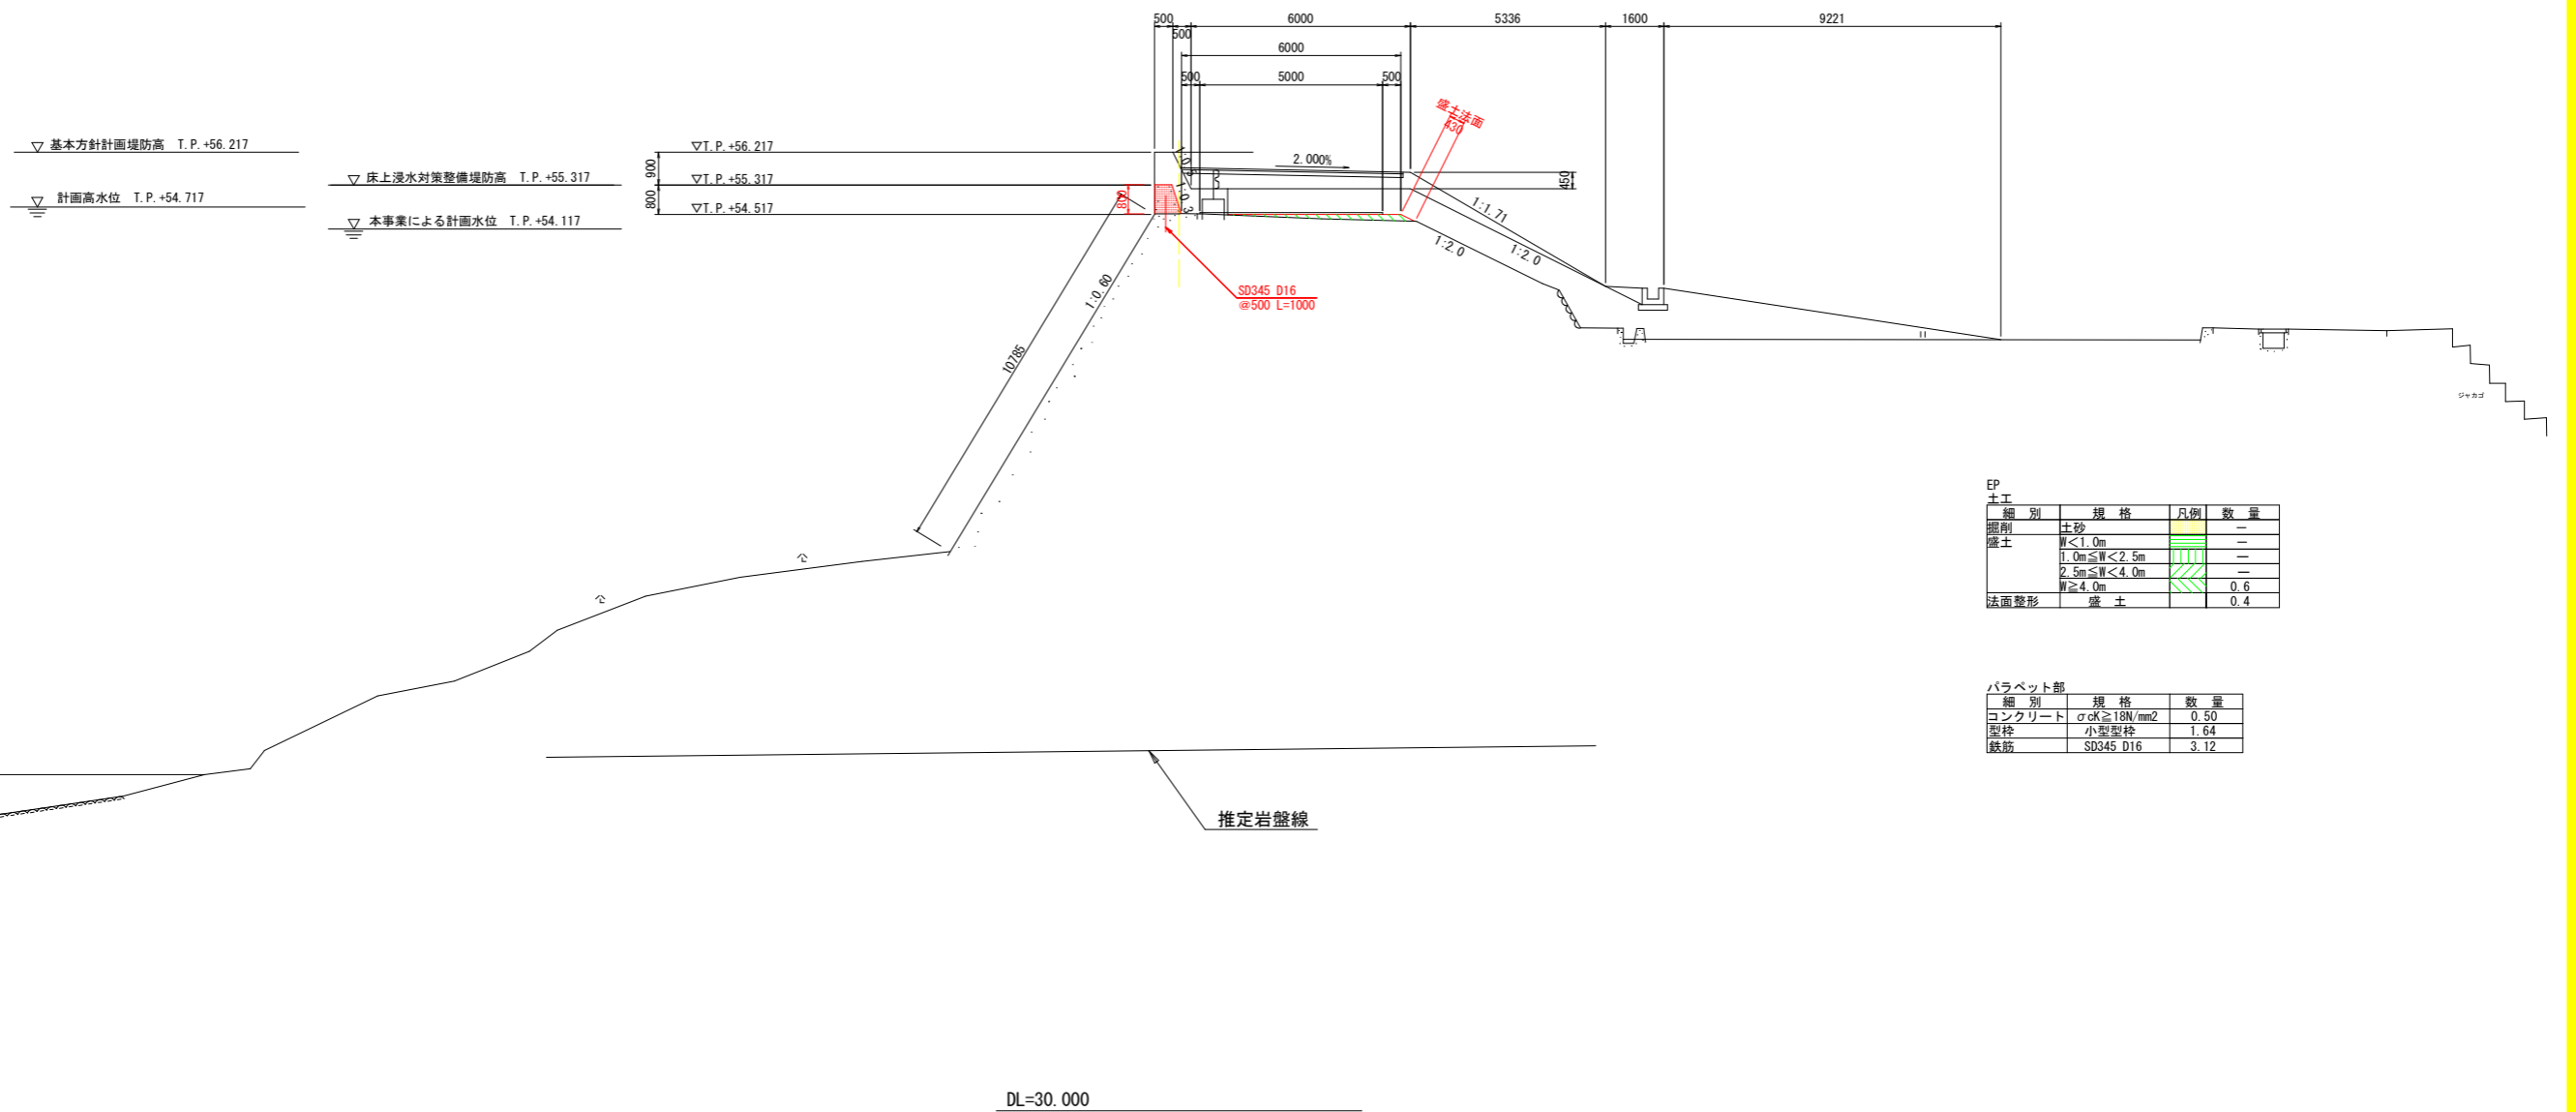 500
6000
5336
1600
9221
500
6000
500
5000
500
盛土法面
430
基本方針計画堤防高 T.P.+56.217
▽T.P.+56.217
2.000%
900
床上浸水対策整備堤防高 T.P.+55.317
▽T.P.+55.317
450
計画高水位 T.P.+54.717
800
800
▽T.P.+54.517
本事業による計画水位 T.P.+54.117
1:1.71
1:2.0
1:2.0
1:0.60
SD345 D16
@500 L=1000
10785
ジャカゴ
EP
土工
細 別 規 格 凡例 数 量
掘削 土砂 —
盛土 W<1.0m —
1.0m≦W<2.5m —
2.5m≦W<4.0m —
W≧4.0m 0.6
法面整形 盛 土 0.4
パラペット部
細 別 規 格 数 量
コンクリート σcK≧18N/mm2 0.50
型枠 小型型枠 1.64
鉄筋 SD345 D16 3.12
推定岩盤線
DL=30.000